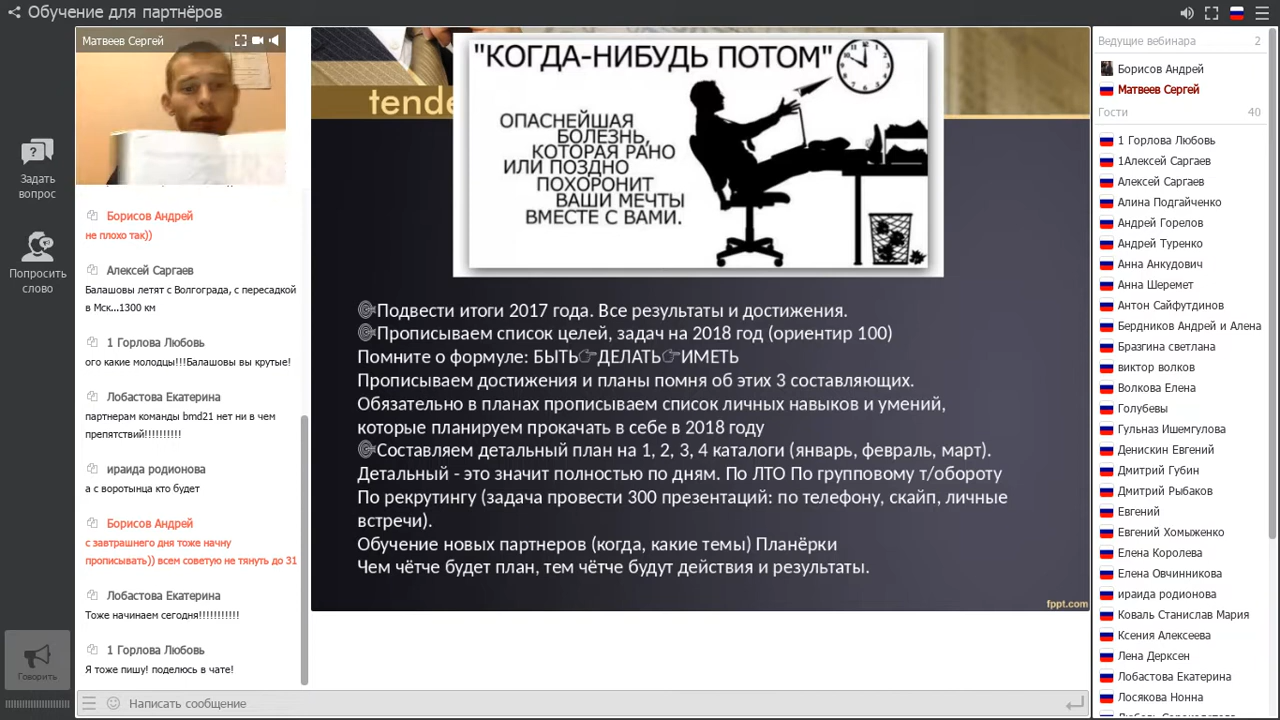 Обучение для партнёров
Матвеев Сергей
Задать
вопрос
Попросить
слово
Говорить
Борисов Андрей
не плохо так))
Алексей Саргаев
Балашовы летят с Волгограда, с пересадкой
в Мск...1300 км
1 Горлова Любовь
ого какие молодцы!!!Балашовы вы крутые!
Лобастова Екатерина
партнерам команды bmd21 нет ни в чем
препятствий!!!!!!!!!!
ираида родионова
а с воротынца кто будет
Борисов Андрей
с завтрашнего дня тоже начну
прописывать)) всем советую не тянуть до 31
Лобастова Екатерина
Тоже начинаем сегодня!!!!!!!!!!!
1 Горлова Любовь
Я тоже пишу! поделюсь в чате!
Написать сообщение
tende
"КОГДА-НИБУДЬ ПОТОМ"
ОПАСНЕЙШАЯ
БОЛЕЗНЬ,
КОТОРАЯ РАНО
ИЛИ ПОЗДНО
ПОХОРОНИТ
ВАШИ МЕЧТЫ
ВМЕСТЕ С ВАМИ.
Подвести итоги 2017 года. Все результаты и достижения.
Прописываем список целей, задач на 2018 год (ориентир 100)
Помните о формуле: БЫТЬ👉ДЕЛАТЬ👉ИМЕТЬ
Прописываем достижения и планы помня об этих 3 составляющих.
Обязательно в планах прописываем список личных навыков и умений,
которые планируем прокачать в себе в 2018 году
Составляем детальный план на 1, 2, 3, 4 каталоги (январь, февраль, март).
Детальный - это значит полностью по дням. По ЛТО По групповому т/обороту
По рекрутингу (задача провести 300 презентаций: по телефону, скайп, личные
встречи).
Обучение новых партнеров (когда, какие темы) Планёрки
Чем чётче будет план, тем чётче будут действия и результаты.
fppt.com
Ведущие вебинара 2
Борисов Андрей
Матвеев Сергей
Гости 40
1 Горлова Любовь
1Алексей Саргаев
Алексей Саргаев
Алина Подгайченко
Андрей Горелов
Андрей Туренко
Анна Анкудович
Анна Шеремет
Антон Сайфутдинов
Бердников Андрей и Алена
Бразгина светлана
виктор волков
Волкова Елена
Голубевы
Гульназ Ишемгулова
Денискин Евгений
Дмитрий Губин
Дмитрий Рыбаков
Евгений
Евгений Хомыженко
Елена Королева
Елена Овчинникова
ираида родионова
Коваль Станислав Мария
Ксения Алексеева
Лена Дерксен
Лобастова Екатерина
Лосякова Нонна